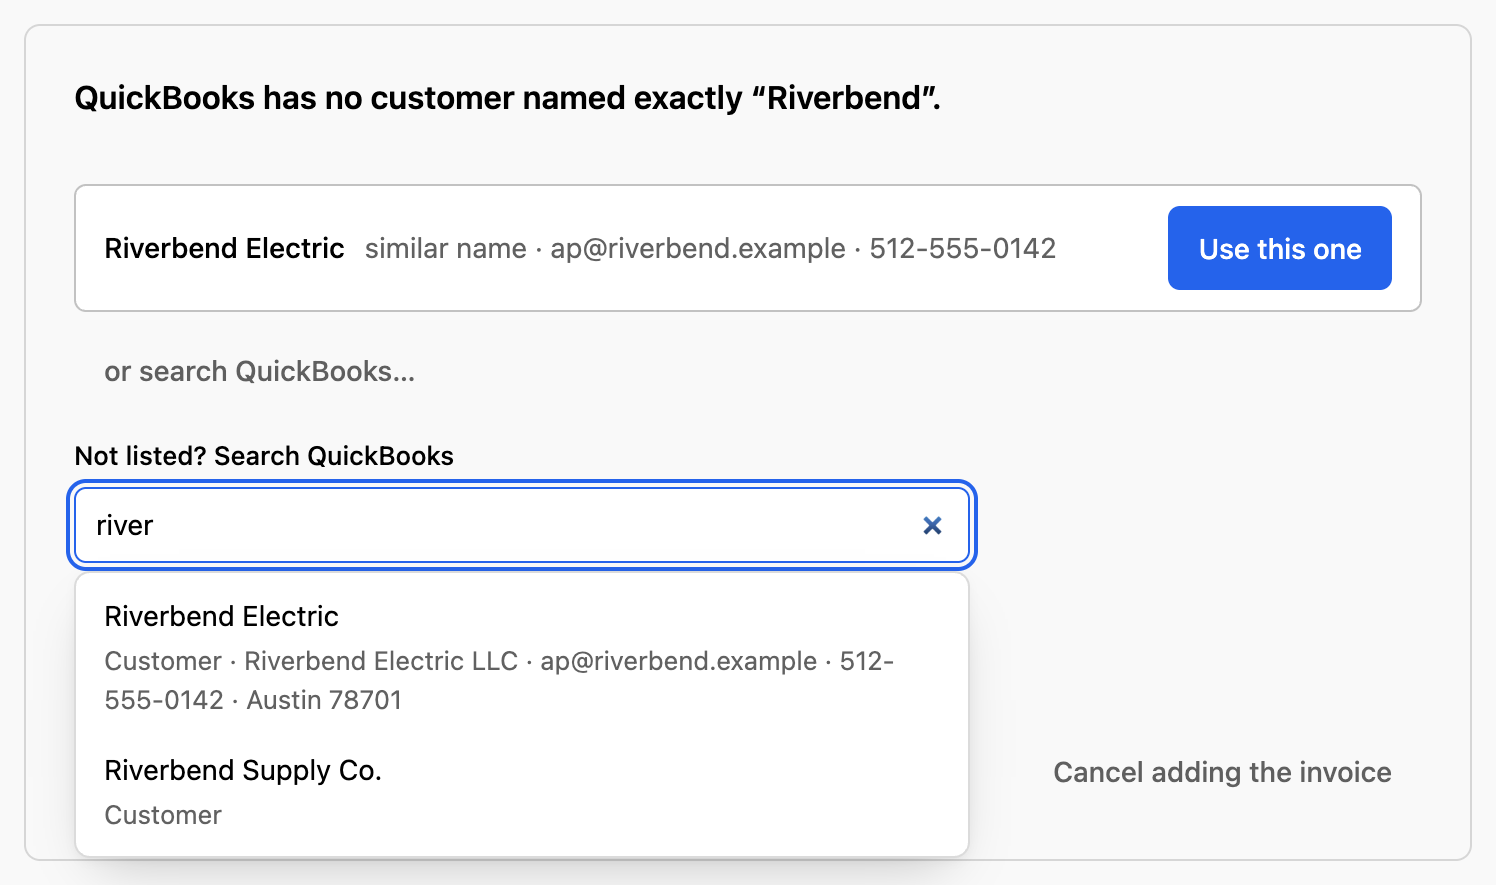 QuickBooks has no customer named exactly “Riverbend”.
Riverbend Electric similar name · ap@riverbend.example · 512-555-0142
Use this one
or search QuickBooks...
Not listed? Search QuickBooks
river
Riverbend Electric
Customer · Riverbend Electric LLC · ap@riverbend.example · 512-
555-0142 · Austin 78701
Riverbend Supply Co.
Customer
Cancel adding the invoice